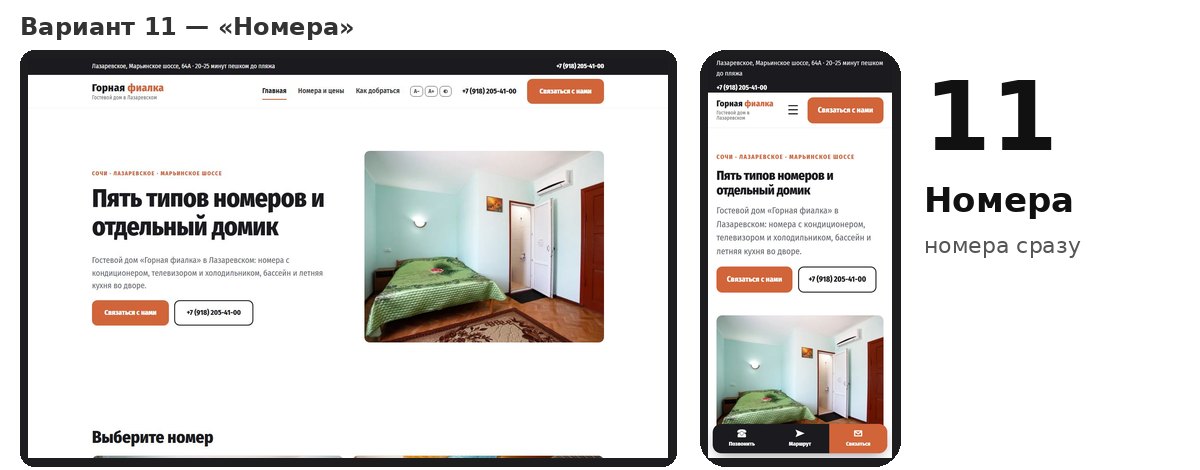 Вариант 11 — «Номера»
Лазаревское, Марьинское шоссе, 64А · 20-25 минут пешком до пляжа
+7 (918) 205-41-00
Горная фиалка
Гостевой дом в Лазаревском
Главная
Номера и цены
Как добраться
A-
A+
+7 (918) 205-41-00
Связаться с нами
СОЧИ · ЛАЗАРЕВСКОЕ · МАРЬИНСКОЕ ШОССЕ
Пять типов номеров и
отдельный домик
Гостевой дом «Горная фиалка» в Лазаревском: номера с
кондиционером, телевизором и холодильником, бассейн и летняя
кухня во дворе.
Связаться с нами
+7 (918) 205-41-00
Выберите номер
Лазаревское, Марьинское шоссе, 64А · 20-25 минут пешком
до пляжа
+7 (918) 205-41-00
Горная фиалка
Гостевой дом в
Лазаревском
Связаться с нами
СОЧИ · ЛАЗАРЕВСКОЕ · МАРЬИНСКОЕ ШОССЕ
Пять типов номеров и
отдельный домик
Гостевой дом «Горная фиалка» в
Лазаревском: номера с кондиционером,
телевизором и холодильником, бассейн и
летняя кухня во дворе.
Связаться с нами
+7 (918) 205-41-00
Позвонить
Маршрут
Связаться
11
Номера
номера сразу